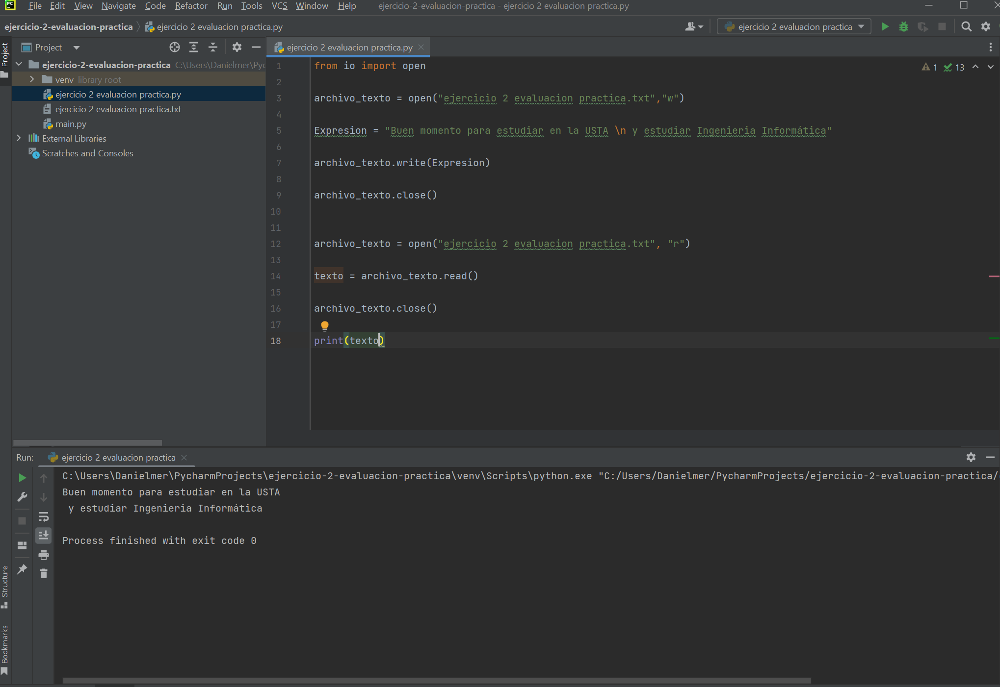 PC
File Edit View Navigate Code Refactor Run Tools VCS Window Help ejercicio-2-evaluacion-practica - ejercicio 2 evaluacion practica.py
ejercicio-2-evaluacion-practica ejercicio 2 evaluacion practica.py ejercicio 2 evaluacion practica
Project
Project
ejercicio-2-evaluacion-practica C:\Users\Danielmer\Pyc
venv library root
ejercicio 2 evaluacion practica.py
ejercicio 2 evaluacion practica.txt
main.py
External Libraries
Scratches and Consoles
ejercicio 2 evaluacion practica.py
1 from io import open
1 13
2
3 archivo_texto = open("ejercicio 2 evaluacion practica.txt","w")
4
5 Expresion = "Buen momento para estudiar en la USTA \n y estudiar Ingenieria Informática"
6
7 archivo_texto.write(Expresion)
8
9 archivo_texto.close()
10
11
12 archivo_texto = open("ejercicio 2 evaluacion practica.txt", "r")
13
14 texto = archivo_texto.read()
15
16 archivo_texto.close()
17
18 print(texto)
Run: ejercicio 2 evaluacion practica
C:\Users\Danielmer\PycharmProjects\ejercicio-2-evaluacion-practica\venv\Scripts\python.exe "C:/Users/Danielmer/PycharmProjects/ejercicio-2-evaluacion-practica/
Buen momento para estudiar en la USTA
 y estudiar Ingenieria Informática
Process finished with exit code 0
Structure
Bookmarks